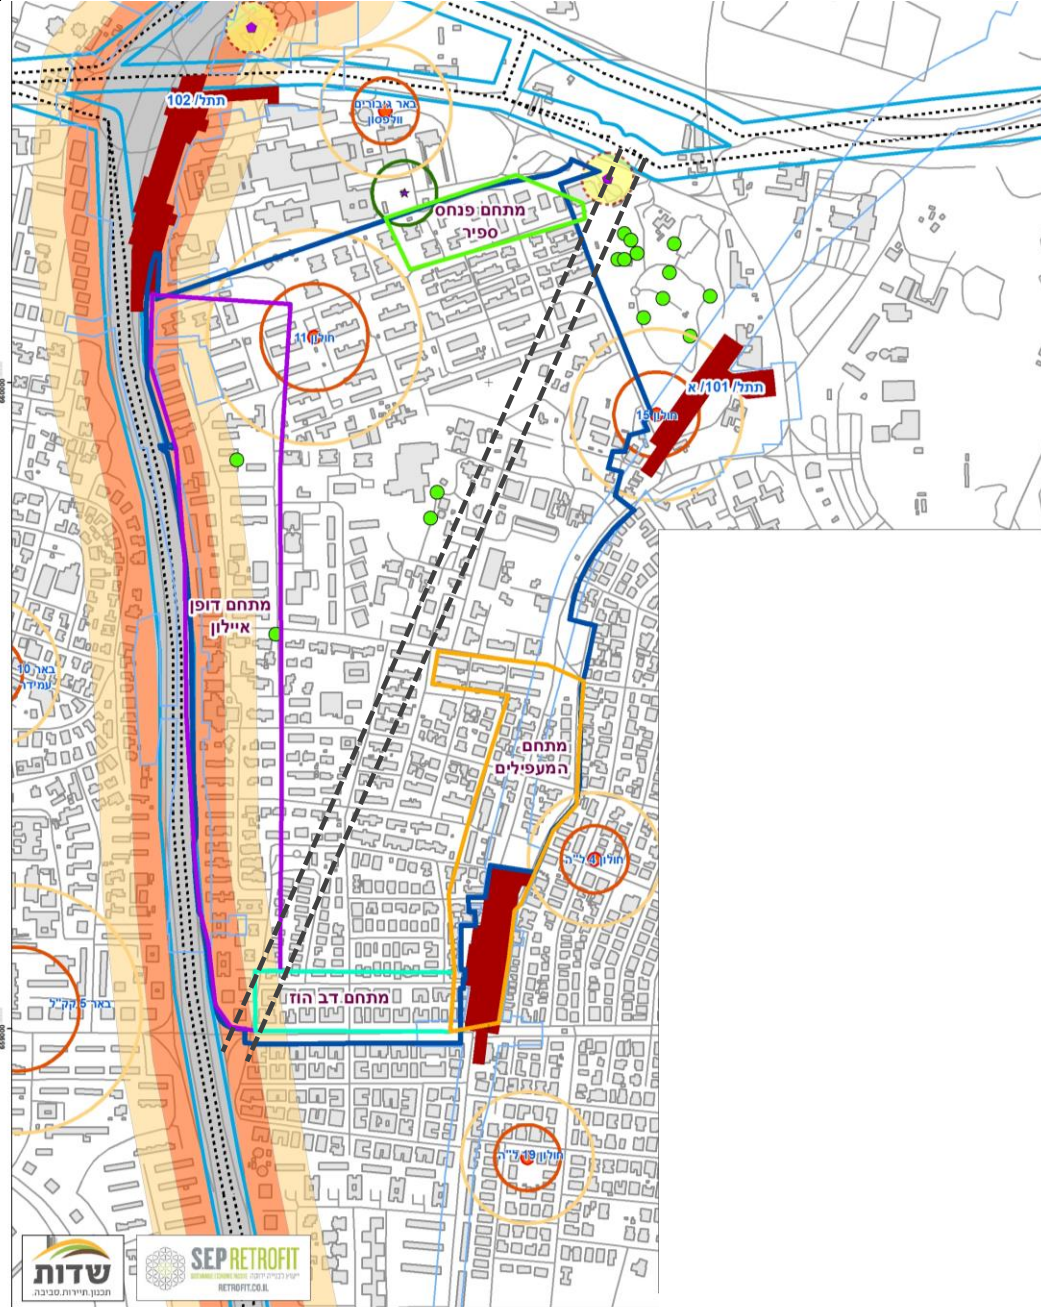 תתל/ 102
באר גיבורים
וולפסון
מתחם פנחס
ספיר
חולון 11
תתל/ 101/ א
חולון 15
660000
מתחם דופן
איילון
באר 10
עמידר
מתחם
המעפילים
חולון 4 ל"ה
מתחם דב הוז
באר 5 קק"ל
659000
חולון 19 ל"ה
שדות
תכנון.תיירות.סביבה.
SEP RETROFIT
RETROFIT.CO.IL